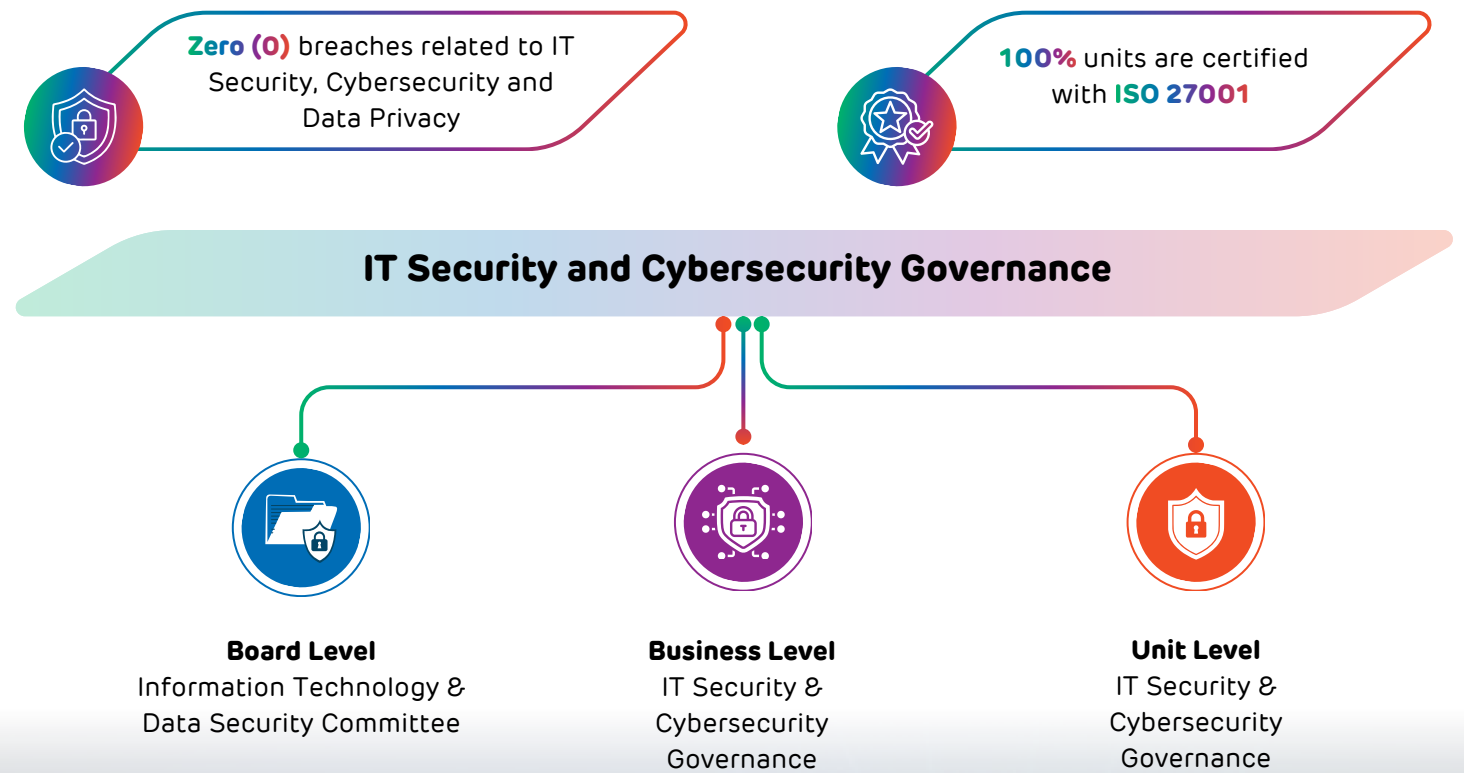 Zero (0) breaches related to IT
Security, Cybersecurity and
Data Privacy
100% units are certified
with ISO 27001
IT Security and Cybersecurity Governance
Board Level
Information Technology &
Data Security Committee
Business Level
IT Security &
Cybersecurity
Governance
Unit Level
IT Security &
Cybersecurity
Governance